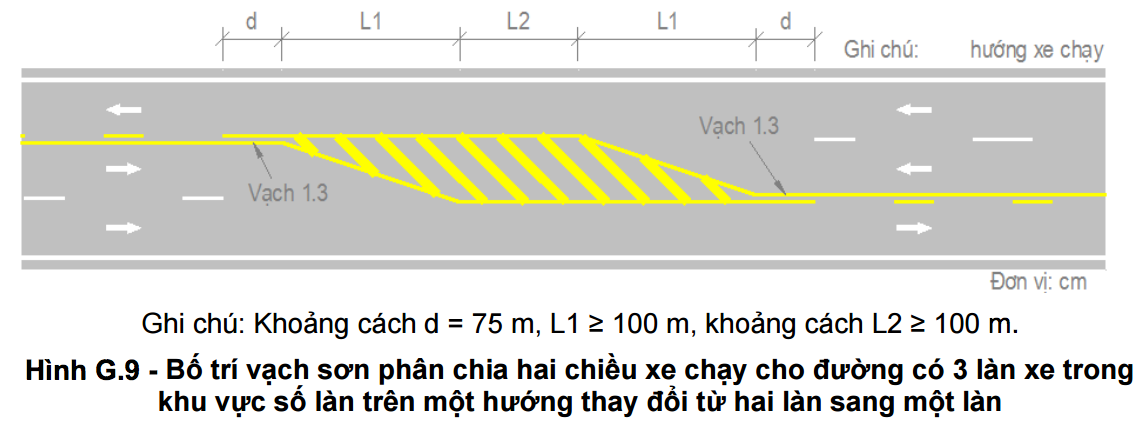 d L1 L2 L1 d
Ghi chú: hướng xe chạy
Vạch 1.3
Vạch 1.3
Đơn vị: cm
Ghi chú: Khoảng cách d = 75 m, L1 ≥ 100 m, khoảng cách L2 ≥ 100 m.
Hình G.9 - Bố trí vạch sơn phân chia hai chiều xe chạy cho đường có 3 làn xe trong
khu vực số làn trên một hướng thay đổi từ hai làn sang một làn